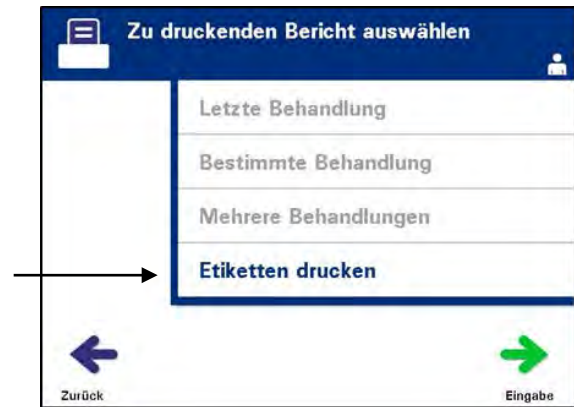 Zu druckenden Bericht auswählen
Letzte Behandlung
Bestimmte Behandlung
Mehrere Behandlungen
Etiketten drucken
Zurück
Eingabe